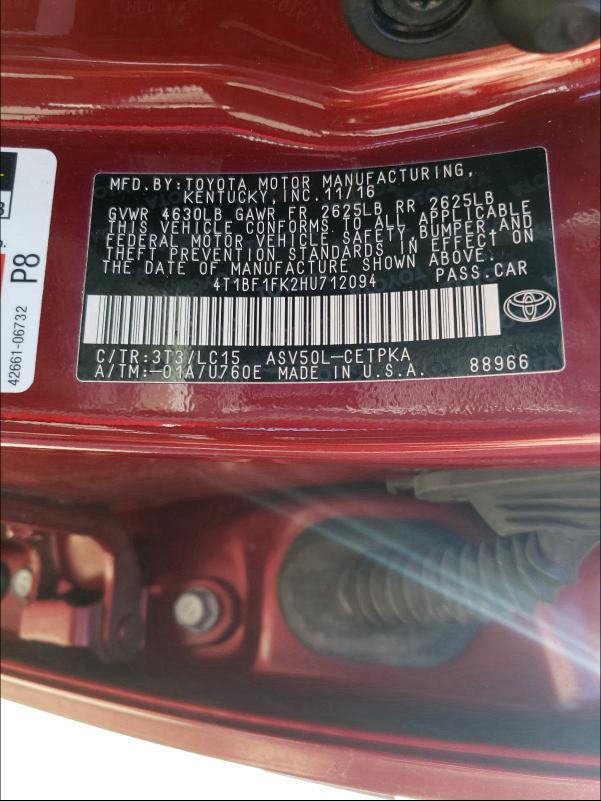 MFD.BY:TOYOTA MOTOR MANUFACTURING,
KENTUCKY,INC.11/16
GVWR 4630LB GAWR FR 2625LB RR 2625LB
THIS VEHICLE CONFORMS TO ALL APPLICABLE
FEDERAL MOTOR VEHICLE SAFETY BUMPER,AND
THEFT PREVENTION STANDARDS IN EFFECT ON
THE DATE OF MANUFACTURE SHOWN ABOVE.
4T1BF1FK2HU712094 PASS.CAR
C/TR:3T3/LC15 ASV50L-CETPKA
A/TM:-01A/U760E MADE IN U.S.A. 88966
P8
42661-06732